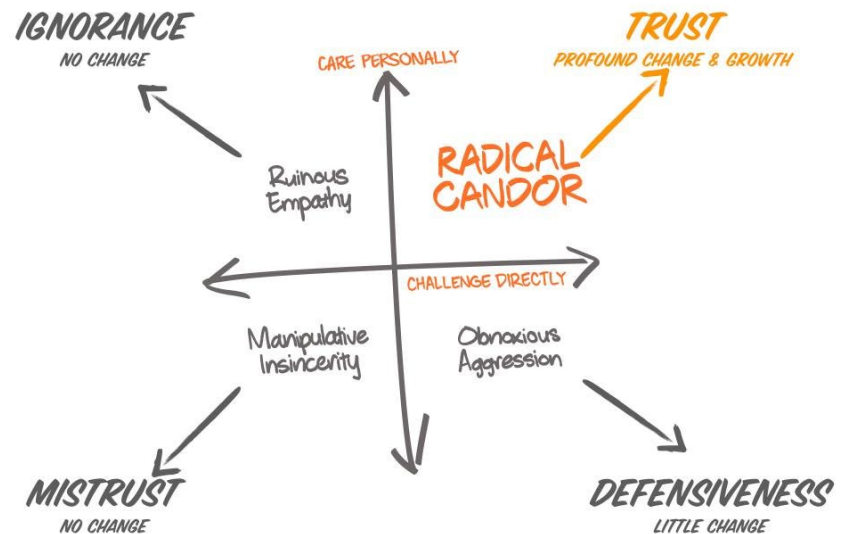 IGNORANCE
NO CHANGE
TRUST
PROFOUND CHANGE & GROWTH
CARE PERSONALLY
RADICAL
CANDOR
Ruinous
Empathy
CHALLENGE DIRECTLY
Manipulative
Insincerity
Obnoxious
Aggression
MISTRUST
NO CHANGE
DEFENSIVENESS
LITTLE CHANGE